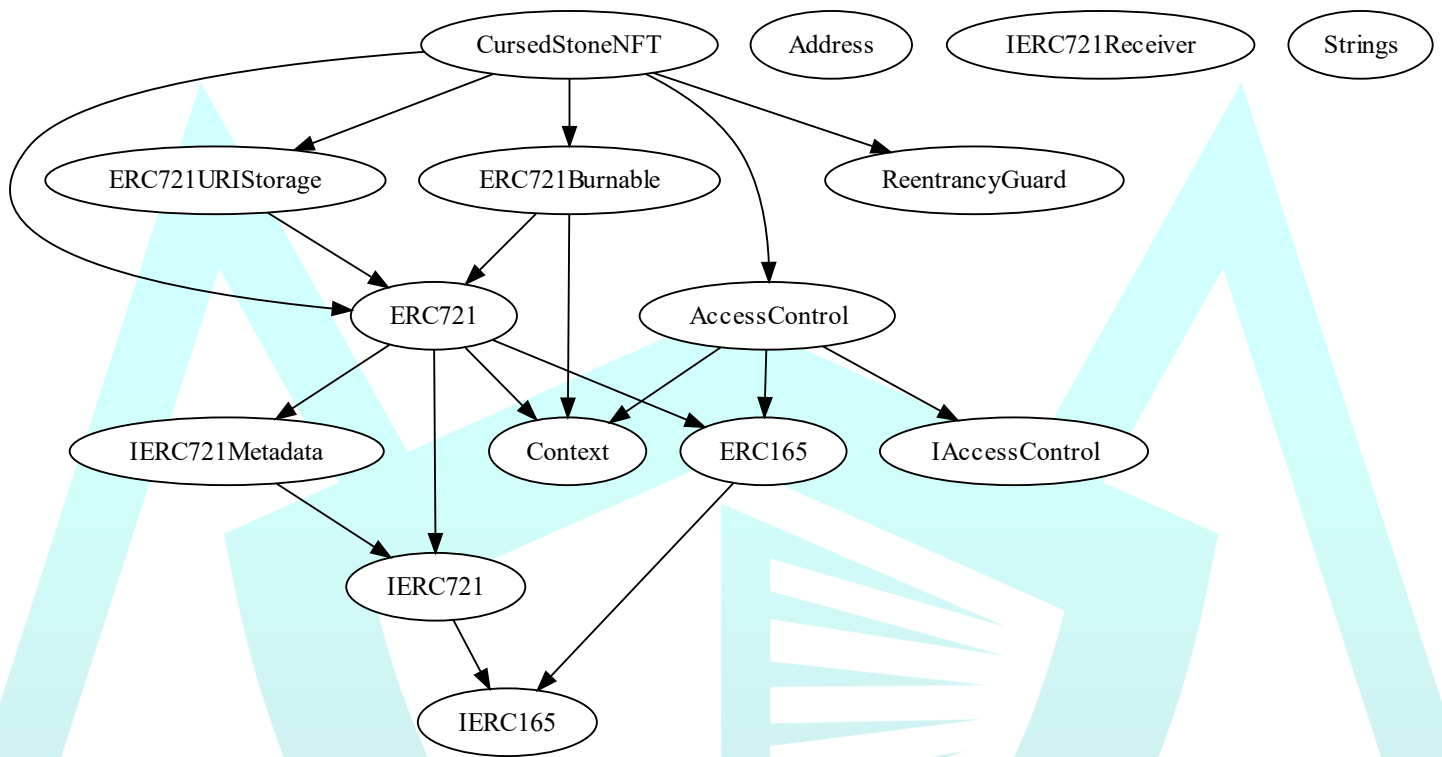 CursedStoneNFT
Address
IERC721Receiver
Strings
ERC721URIStorage
ERC721Burnable
ReentrancyGuard
ERC721
AccessControl
IERC721Metadata
Context
ERC165
IAccessControl
IERC721
IERC165